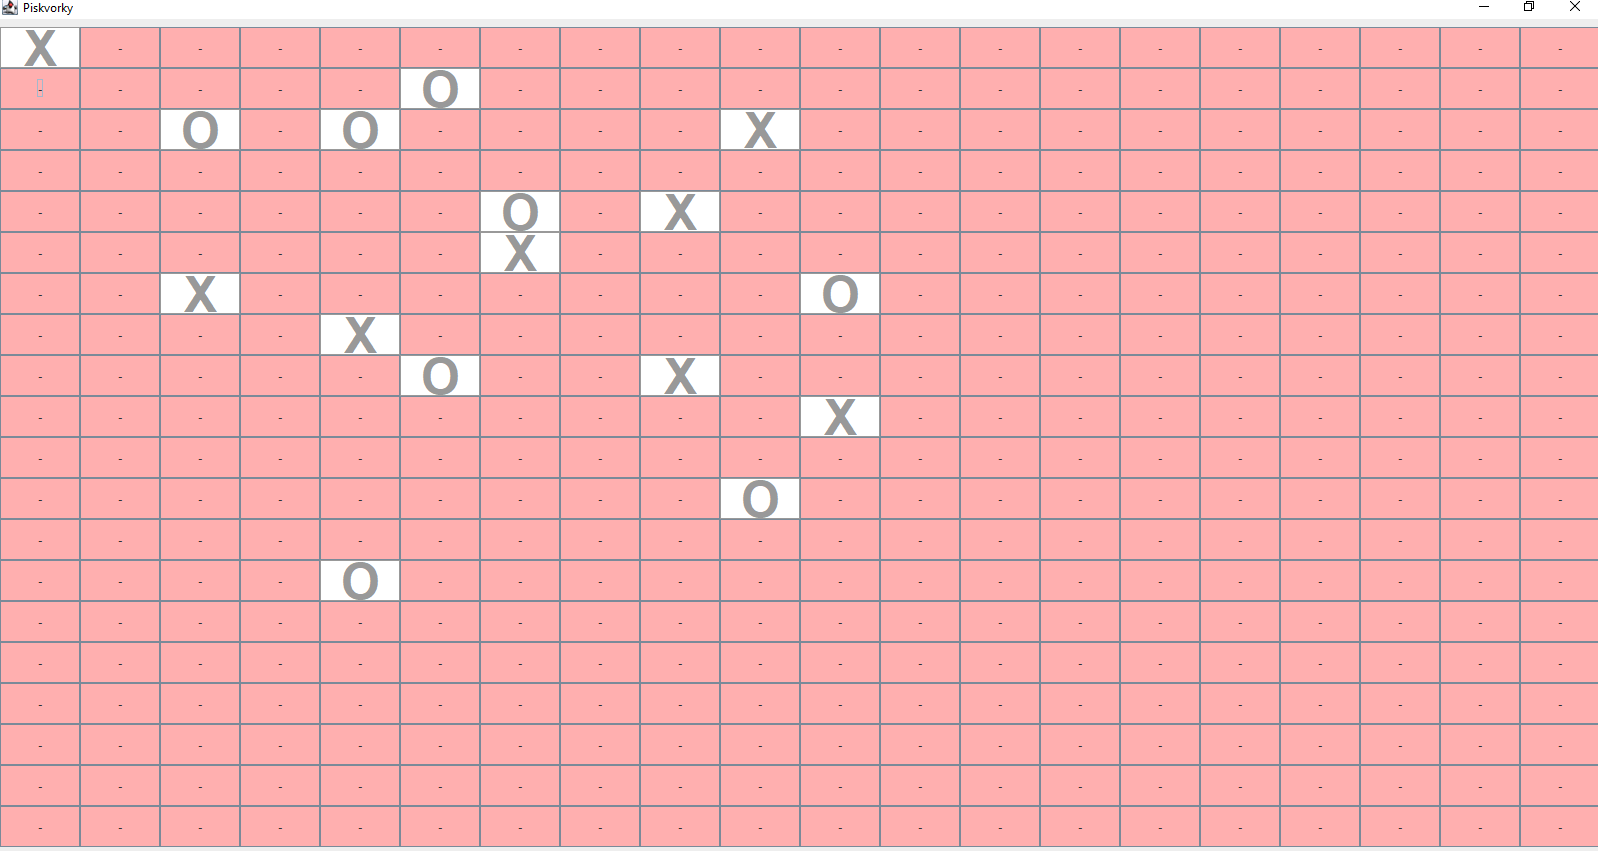 Piskvorky
X - - - - - - - - - - - - - - - - - - -
- - - - - O - - - - - - - - - - - - - -
- - O - O - - - - X - - - - - - - - - -
- - - - - - - - - - - - - - - - - - - -
- - - - - - O - X - - - - - - - - - - -
- - - - - - X - - - - - - - - - - - - -
- - X - - - - - - - O - - - - - - - - -
- - - - X - - - - - - - - - - - - - - -
- - - - - O - - X - - - - - - - - - - -
- - - - - - - - - - X - - - - - - - - -
- - - - - - - - - - - - - - - - - - - -
- - - - - - - - - O - - - - - - - - - -
- - - - - - - - - - - - - - - - - - - -
- - - - O - - - - - - - - - - - - - - -
- - - - - - - - - - - - - - - - - - - -
- - - - - - - - - - - - - - - - - - - -
- - - - - - - - - - - - - - - - - - - -
- - - - - - - - - - - - - - - - - - - -
- - - - - - - - - - - - - - - - - - - -
- - - - - - - - - - - - - - - - - - - -